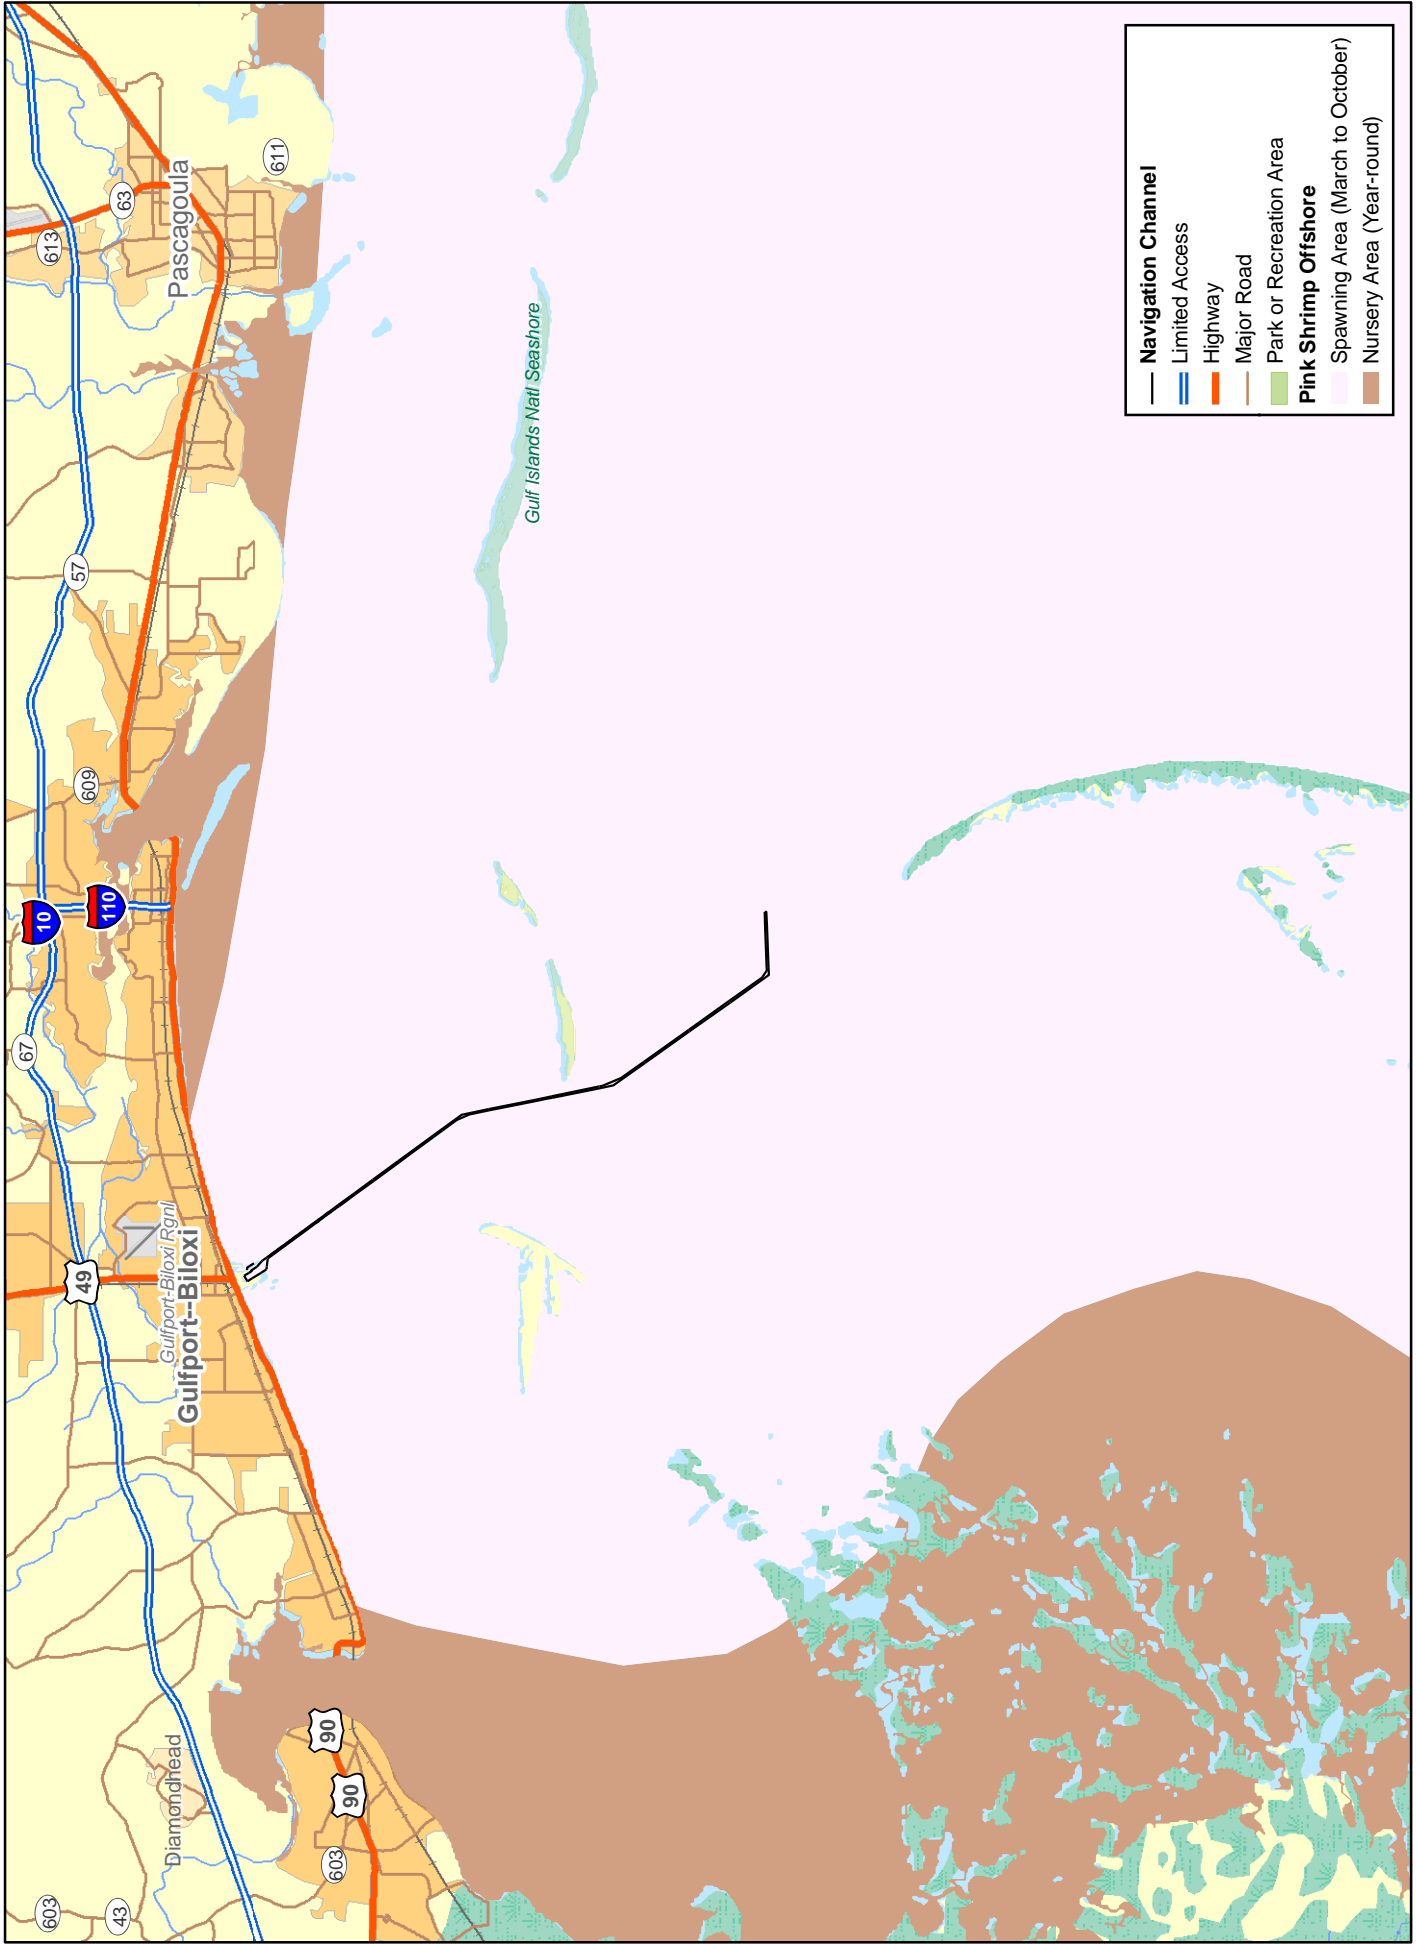 603
43
Diamondhead
603
90
90
49
Gulfport-Biloxi Rgnl
Gulfport--Biloxi
67
10
110
609
57
613
63
Pascagoula
611
Gulf Islands Natl Seashore
Navigation Channel
Limited Access
Highway
Major Road
Park or Recreation Area
Pink Shrimp Offshore
Spawning Area (March to October)
Nursery Area (Year-round)